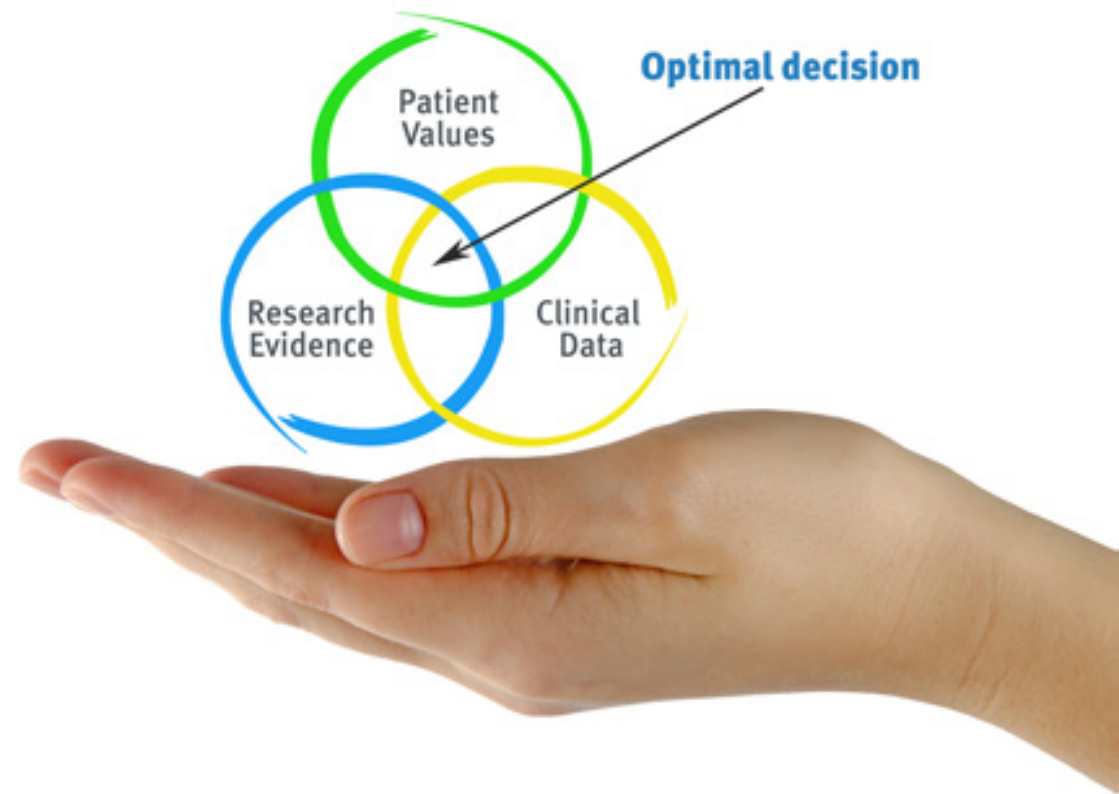 Optimal decision
Patient
Values
Research
Evidence
Clinical
Data